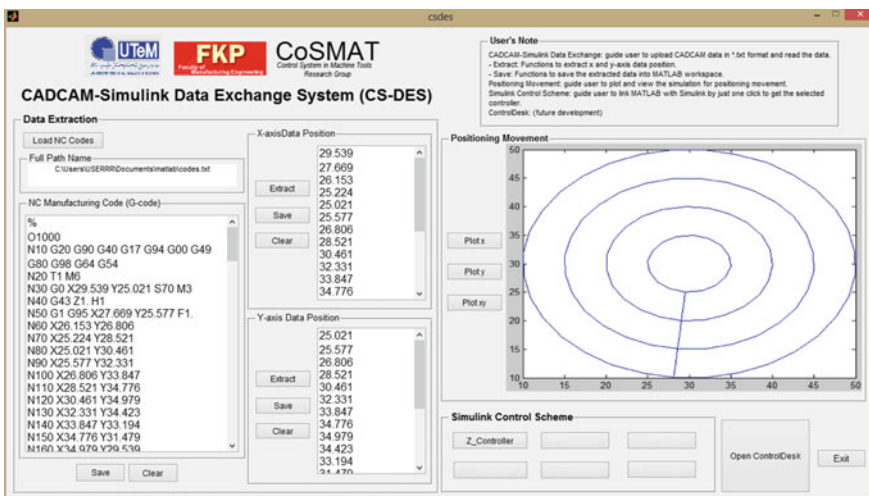 csdes
UTeM
FKP
Faculty of
Manufacturing Engineering
CoSMAT
Control System in Machine Tools
Research Group
CADCAM-Simulink Data Exchange System (CS-DES)
User's Note
CADCAM-Simulink Data Exchange: guide user to upload CADCAM data in *.txt format and read the data.
- Extract: Functions to extract x and y-axis data position.
- Save: Functions to save the extracted data into MATLAB workspace.
Positioning Movement: guide user to plot and view the simulation for positioning movement.
Simulink Control Scheme: guide user to link MATLAB with Simulink by just one click to get the selected
controller.
ControlDesk: (future development)
Data Extraction
Load NC Codes
Full Path Name
C:\Users\USERRR\Documents\matlab\codes.txt
NC Manufacturing Code (G-code)
%
O1000
N10 G20 G90 G40 G17 G94 G00 G49
G80 G98 G64 G54
N20 T1 M6
N30 G0 X29.539 Y25.021 S70 M3
N40 G43 Z1. H1
N50 G1 G95 X27.669 Y25.577 F1.
N60 X26.153 Y26.806
N70 X25.224 Y28.521
N80 X25.021 Y30.461
N90 X25.577 Y32.331
N100 X26.806 Y33.847
N110 X28.521 Y34.776
N120 X30.461 Y34.979
N130 X32.331 Y34.423
N140 X33.847 Y33.194
N150 X34.776 Y31.479
N160 X34.979 Y29.539
Save
Clear
X-axisData Position
Extract
Save
Clear
29.539
27.669
26.153
25.224
25.021
25.577
26.806
28.521
30.461
32.331
33.847
34.776
Y-axis Data Position
Extract
Save
Clear
25.021
25.577
26.806
28.521
30.461
32.331
33.847
34.776
34.979
34.423
33.194
31.479
Positioning Movement
Plot x
Plot y
Plot xy
50
45
40
35
30
25
20
15
10
10 15 20 25 30 35 40 45 50
Simulink Control Scheme
Z_Controller
Open ControlDesk
Exit